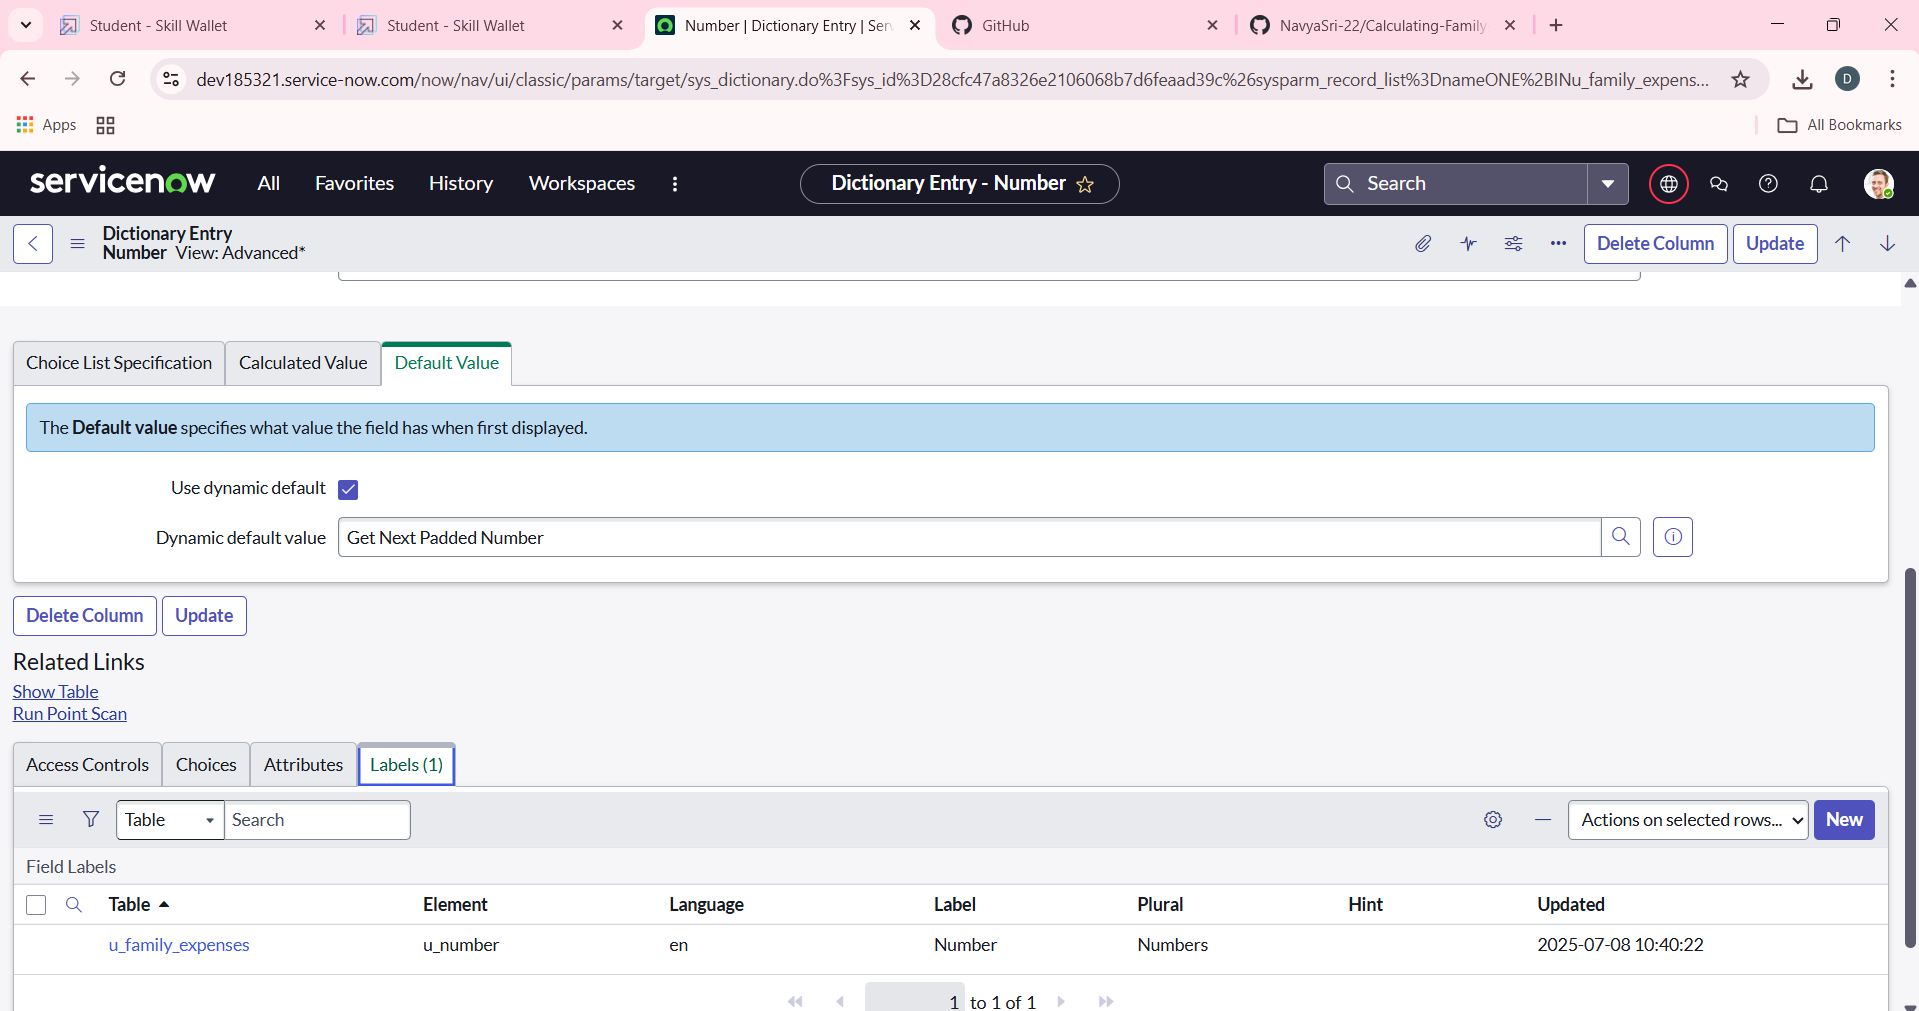 Student - Skill Wallet
Student - Skill Wallet
Number | Dictionary Entry | Ser
GitHub
NavyaSri-22/Calculating-Family
dev185321.service-now.com/now/nav/ui/classic/params/target/sys_dictionary.do%3Fsys_id%3D28cfc47a8326e2106068b7d6feaad39c%26sysparm_record_list%3DnameONE%2BINu_family_expens...
D
Apps
All Bookmarks
servicenow
All
Favorites
History
Workspaces
Dictionary Entry - Number
Search
Dictionary Entry
Number View: Advanced*
Delete Column
Update
Choice List Specification
Calculated Value
Default Value
The Default value specifies what value the field has when first displayed.
Use dynamic default
Dynamic default value
Get Next Padded Number
Delete Column
Update
Related Links
Show Table
Run Point Scan
Access Controls
Choices
Attributes
Labels (1)
Table
Search
Actions on selected rows...
New
Field Labels
Table Element Language Label Plural Hint Updated
u_family_expenses u_number en Number Numbers 2025-07-08 10:40:22
1 to 1 of 1